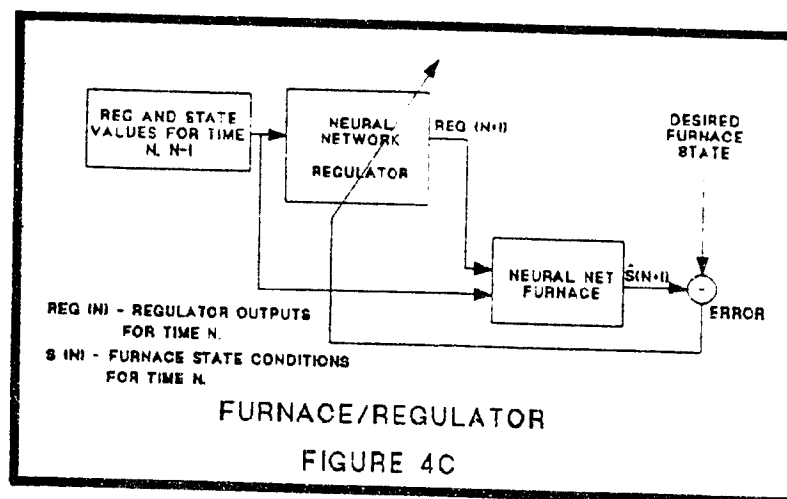 REG AND STATE
VALUES FOR TIME
N, N-1
NEURAL
NETWORK
REGULATOR
REG (N+1)
DESIRED
FURNACE
STATE
NEURAL NET
FURNACE
Ŝ(N+1)
-
ERROR
REG (N) - REGULATOR OUTPUTS
FOR TIME N.
S (N) - FURNACE STATE CONDITIONS
FOR TIME N.
FURNACE/REGULATOR
FIGURE 4C